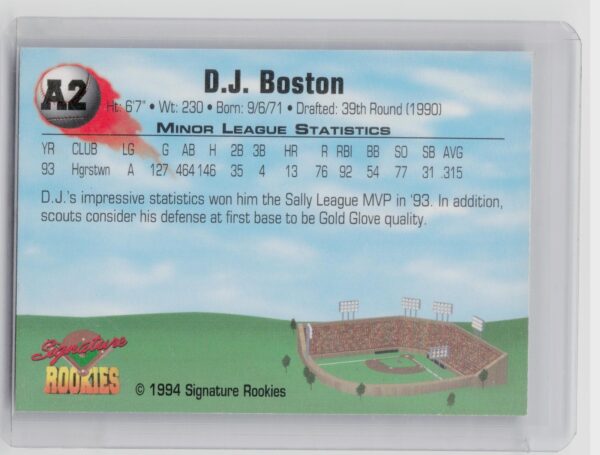 A2
D.J. Boston
Ht: 6'7" • Wt: 230 • Born: 9/6/71 • Drafted: 39th Round (1990)
MINOR LEAGUE STATISTICS
YR CLUB LG G AB H 2B 3B HR R RBI BB SO SB AVG
93 Hgrstwn A 127 464 146 35 4 13 76 92 54 77 31 .315
D.J.'s impressive statistics won him the Sally League MVP in '93. In addition,
scouts consider his defense at first base to be Gold Glove quality.
Signature
ROOKIES
© 1994 Signature Rookies